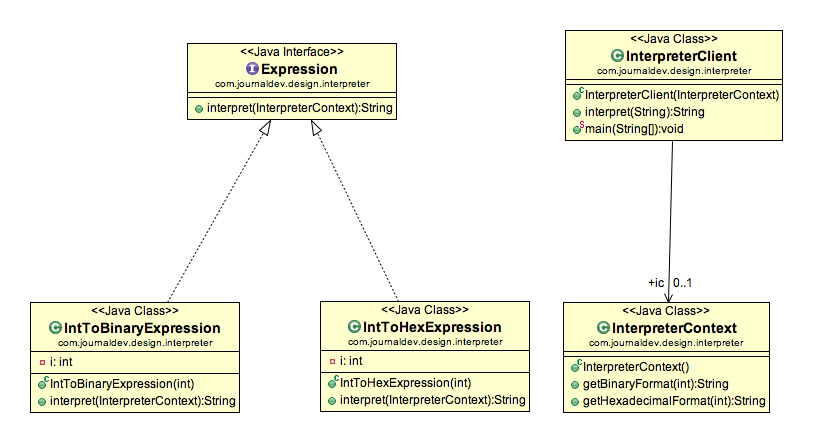 <<Java Interface>>
Expression
com.journaldev.design.interpreter
interpret(InterpreterContext):String
<<Java Class>>
InterpreterClient
com.journaldev.design.interpreter
InterpreterClient(InterpreterContext)
interpret(String):String
main(String[]):void
+ic 0..1
<<Java Class>>
IntToBinaryExpression
com.journaldev.design.interpreter
i: int
IntToBinaryExpression(int)
interpret(InterpreterContext):String
<<Java Class>>
IntToHexExpression
com.journaldev.design.interpreter
i: int
IntToHexExpression(int)
interpret(InterpreterContext):String
<<Java Class>>
InterpreterContext
com.journaldev.design.interpreter
InterpreterContext()
getBinaryFormat(int):String
getHexadecimalFormat(int):String